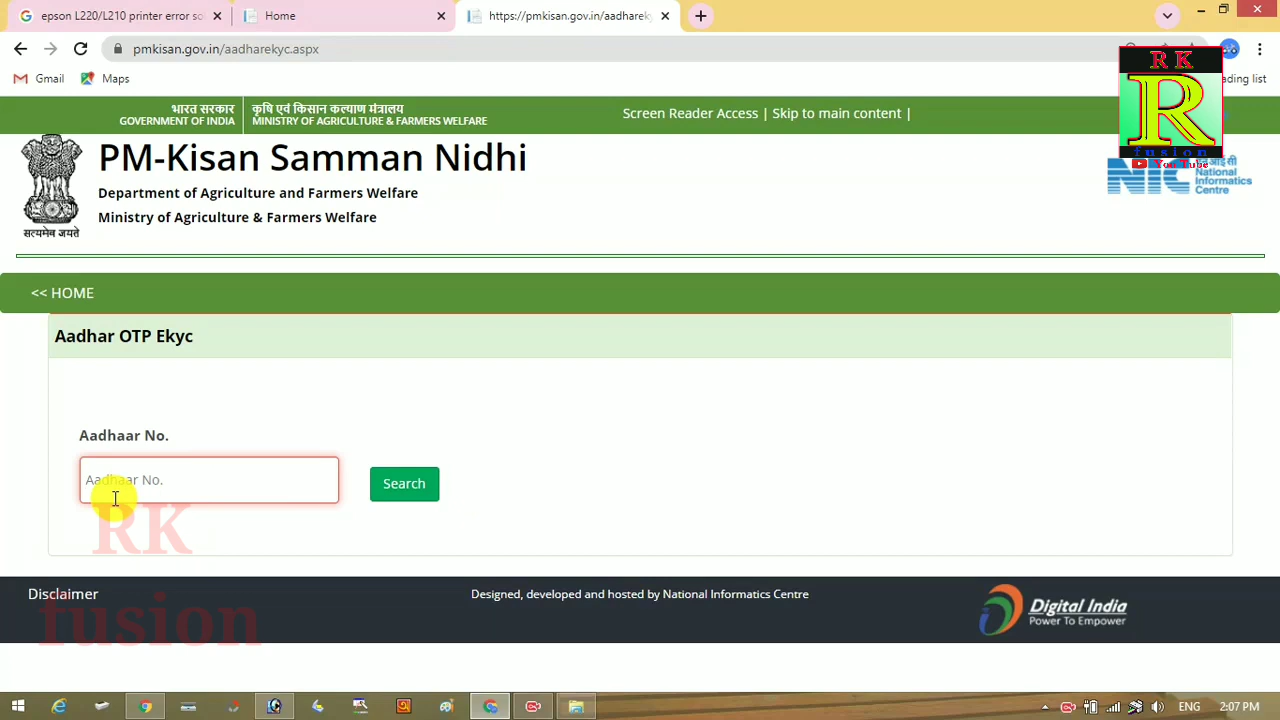 epson L220/L210 printer error so
Home
https://pmkisan.gov.in/aadharek
pmkisan.gov.in/aadharekyc.aspx
Gmail Maps
ding list
RK
R
fusion
You Tube
भारत सरकार
GOVERNMENT OF INDIA
कृषि एवं किसान कल्याण मंत्रालय
MINISTRY OF AGRICULTURE & FARMERS WELFARE
Screen Reader Access | Skip to main content |
PM-Kisan Samman Nidhi
Department of Agriculture and Farmers Welfare
Ministry of Agriculture & Farmers Welfare
सत्यमेव जयते
NIC
National
Informatics
Centre
<< HOME
Aadhar OTP Ekyc
Aadhaar No.
Aadhaar No.
Search
RK
fusion
Disclaimer
Designed, developed and hosted by National Informatics Centre
Digital India
Power To Empower
ENG 2:07 PM